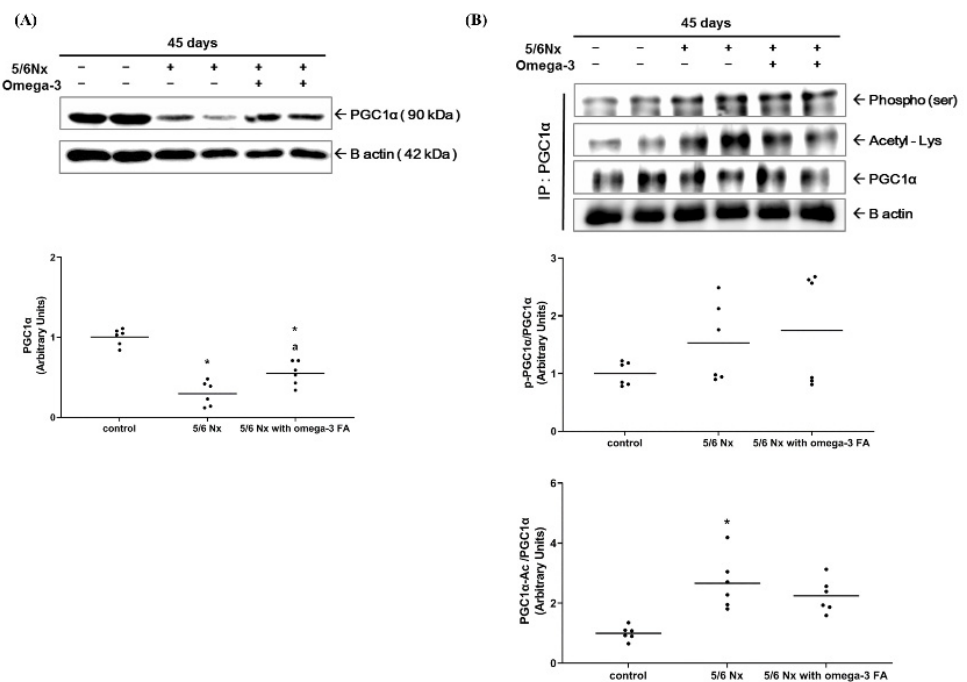 (A)
45 days
5/6Nx − − + + + +
Omega-3 − − − − + +
← PGC1α ( 90 kDa )
← B actin ( 42 kDa )
PGC1α
(Arbitrary Units)
2
1
0
*
*
a
control 5/6 Nx 5/6 Nx with omega-3 FA
(B)
45 days
5/6Nx − − + + + +
Omega-3 − − − − + +
IP : PGC1α
← Phospho (ser)
← Acetyl - Lys
← PGC1α
← B actin
p-PGC1α/PGC1α
(Arbitrary Units)
3
2
1
0
control 5/6 Nx 5/6 Nx with omega-3 FA
PGC1α-Ac /PGC1α
(Arbitrary Units)
6
4
2
0
*
control 5/6 Nx 5/6 Nx with omega-3 FA